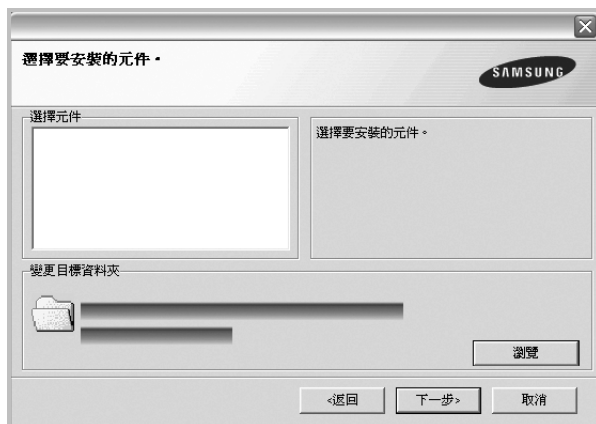 選擇要安裝的元件。
SAMSUNG
選擇元件
選擇要安裝的元件。
變更目標資料夾
瀏覽
<返回
下一步>
取消